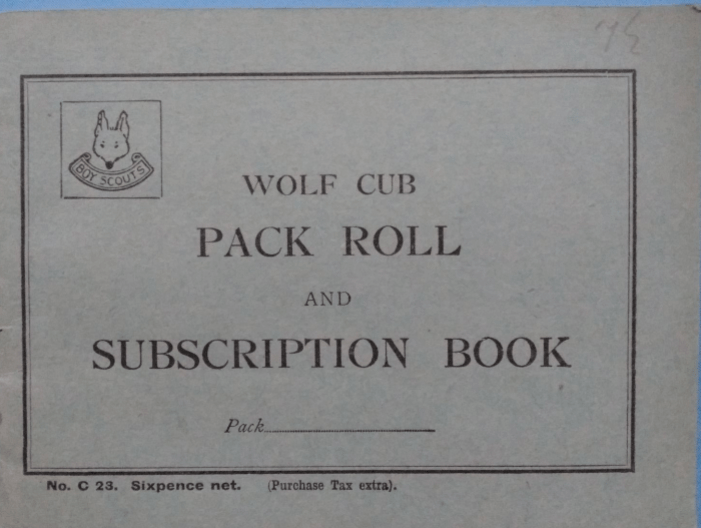 BOY SCOUTS
WOLF CUB
PACK ROLL
AND
SUBSCRIPTION BOOK
Pack
No. C 23. Sixpence net. (Purchase Tax extra).